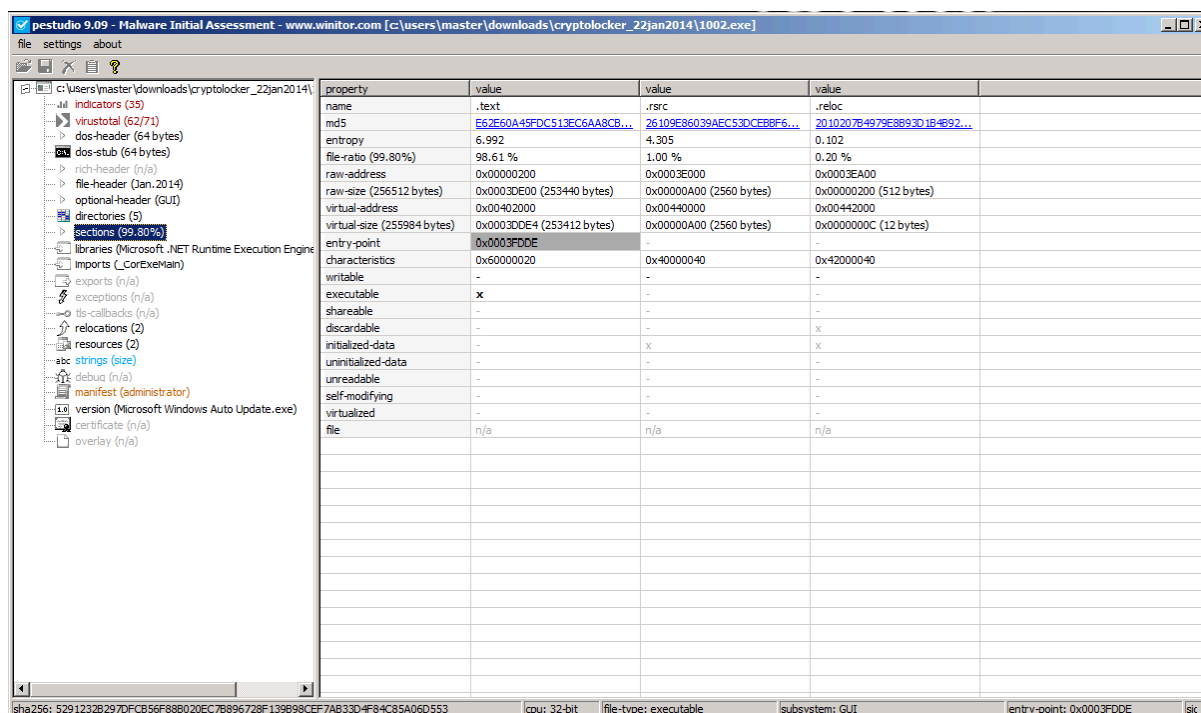 pestudio 9.09 - Malware Initial Assessment - www.winitor.com [c:\users\master\downloads\cryptolocker_22jan2014\1002.exe]
file settings about
c:\users\master\downloads\cryptolocker_22jan2014\
indicators (35)
virustotal (62/71)
dos-header (64 bytes)
dos-stub (64 bytes)
rich-header (n/a)
file-header (Jan.2014)
optional-header (GUI)
directories (5)
sections (99.80%)
libraries (Microsoft .NET Runtime Execution Engine
imports (_CorExeMain)
exports (n/a)
exceptions (n/a)
tls-callbacks (n/a)
relocations (2)
resources (2)
abc strings (size)
debug (n/a)
manifest (administrator)
1.0 version (Microsoft Windows Auto Update.exe)
certificate (n/a)
overlay (n/a)
property value value value
name .text .rsrc .reloc
md5 E62E60A45FDC513EC6AA8CB... 26109E86039AEC53DCEBBF6... 2010207B4979E8B93D1B4B92...
entropy 6.992 4.305 0.102
file-ratio (99.80%) 98.61 % 1.00 % 0.20 %
raw-address 0x00000200 0x0003E000 0x0003EA00
raw-size (256512 bytes) 0x0003DE00 (253440 bytes) 0x00000A00 (2560 bytes) 0x00000200 (512 bytes)
virtual-address 0x00402000 0x00440000 0x00442000
virtual-size (255984 bytes) 0x0003DDE4 (253412 bytes) 0x00000A00 (2560 bytes) 0x0000000C (12 bytes)
entry-point 0x0003FDDE - -
characteristics 0x60000020 0x40000040 0x42000040
writable - - -
executable x - -
shareable - - -
discardable - - x
initialized-data - x x
uninitialized-data - - -
unreadable - - -
self-modifying - - -
virtualized - - -
file n/a n/a n/a
sha256: 5291232B297DFCB56F88B020EC7B896728F139B98CEF7AB33D4F84C85A06D553 cpu: 32-bit file-type: executable subsystem: GUI entry-point: 0x0003FDDE sig